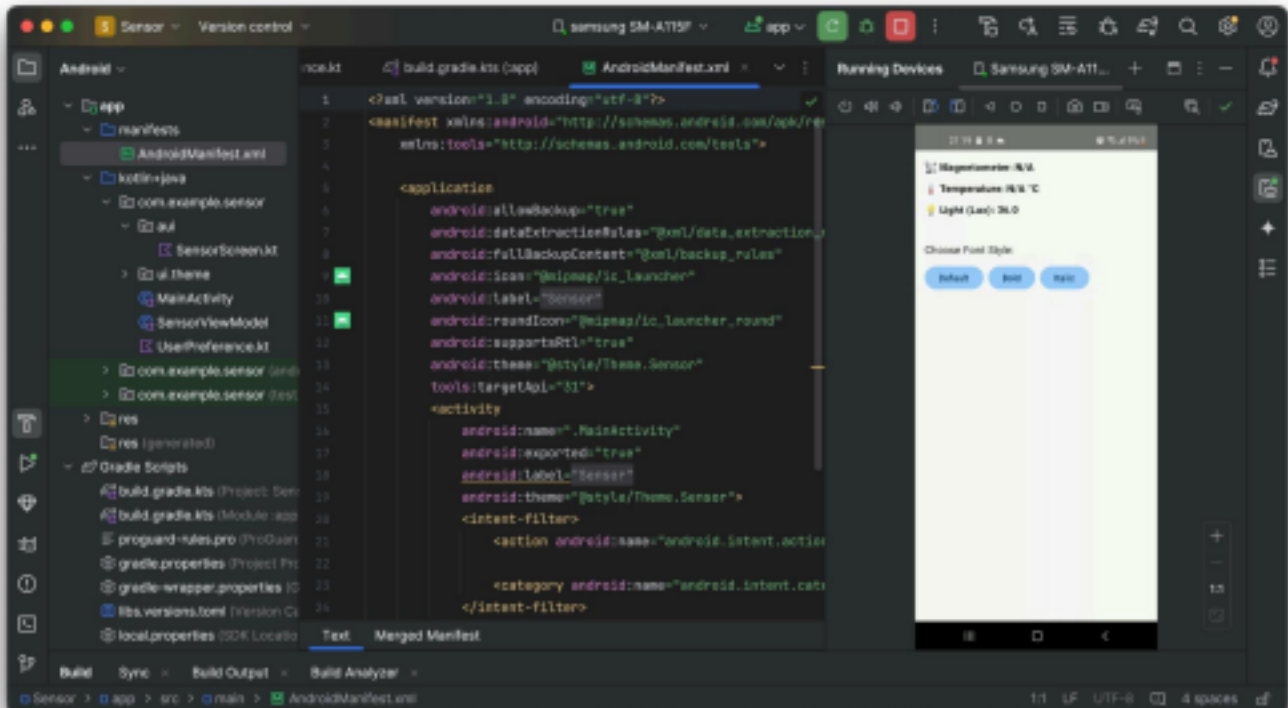 Sensor
Version control
samsung SM-A115F
app
Android
app
manifests
AndroidManifest.xml
kotlin+java
com.example.sensor
aui
SensorScreen.kt
ui.theme
MainActivity
SensorViewModel
UserPreference.kt
com.example.sensor
com.example.sensor (test
res
res (generated)
Gradle Scripts
build.gradle.kts (Project: Sen
build.gradle.kts (Module :app
proguard-rules.pro (ProGuar
gradle.properties (Project Pr
gradle-wrapper.properties (G
libs.versions.toml (Version Ca
local.properties (SDK Locatio
nce.kt
build.gradle.kts (:app)
AndroidManifest.xml
1 <?xml version="1.0" encoding="utf-8"?>
2 <manifest xmlns:android="http://schemas.android.com/apk/res
3 xmlns:tools="http://schemas.android.com/tools">
4
5 <application
6 android:allowBackup="true"
7 android:dataExtractionRules="@xml/data_extraction_
8 android:fullBackupContent="@xml/backup_rules"
9 android:icon="@mipmap/ic_launcher"
10 android:label="Sensor"
11 android:roundIcon="@mipmap/ic_launcher_round"
12 android:supportsRtl="true"
13 android:theme="@style/Theme.Sensor"
14 tools:targetApi="31">
15 <activity
16 android:name=".MainActivity"
17 android:exported="true"
18 android:label="Sensor"
19 android:theme="@style/Theme.Sensor">
20 <intent-filter>
21 <action android:name="android.intent.action
22
23 <category android:name="android.intent.cate
24 </intent-filter>
Text
Merged Manifest
Running Devices
Samsung SM-A11...
Magnetometer: N/A
Temperature: N/A °C
Light (Lux): 36.0
Choose Font Style:
Default
Bold
Italic
1:1
Build
Sync
Build Output
Build Analyzer
Sensor > app > src > main > AndroidManifest.xml
1:1 LF UTF-8 4 spaces